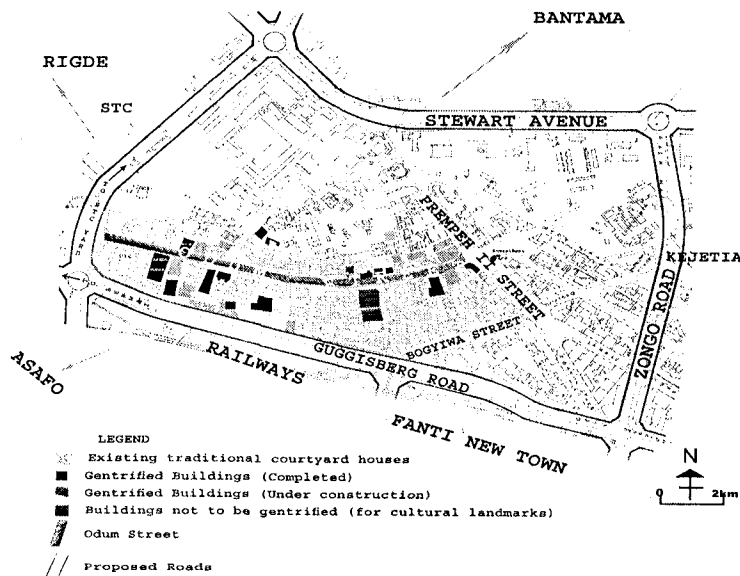 BANTAMA
RIGDE
STC
STEWART AVENUE
PREMPEH II STREET
KEJETIA
ZONGO ROAD
BOGYIWA STREET
GUGGISBERG ROAD
RAILWAYS
ASAFO
FANTI NEW TOWN
LEGEND
Existing traditional courtyard houses
Gentrified Buildings (Completed)
Gentrified Buildings (Under construction)
Buildings not to be gentrified (for cultural landmarks)
Odum Street
Proposed Roads
N
0 2km